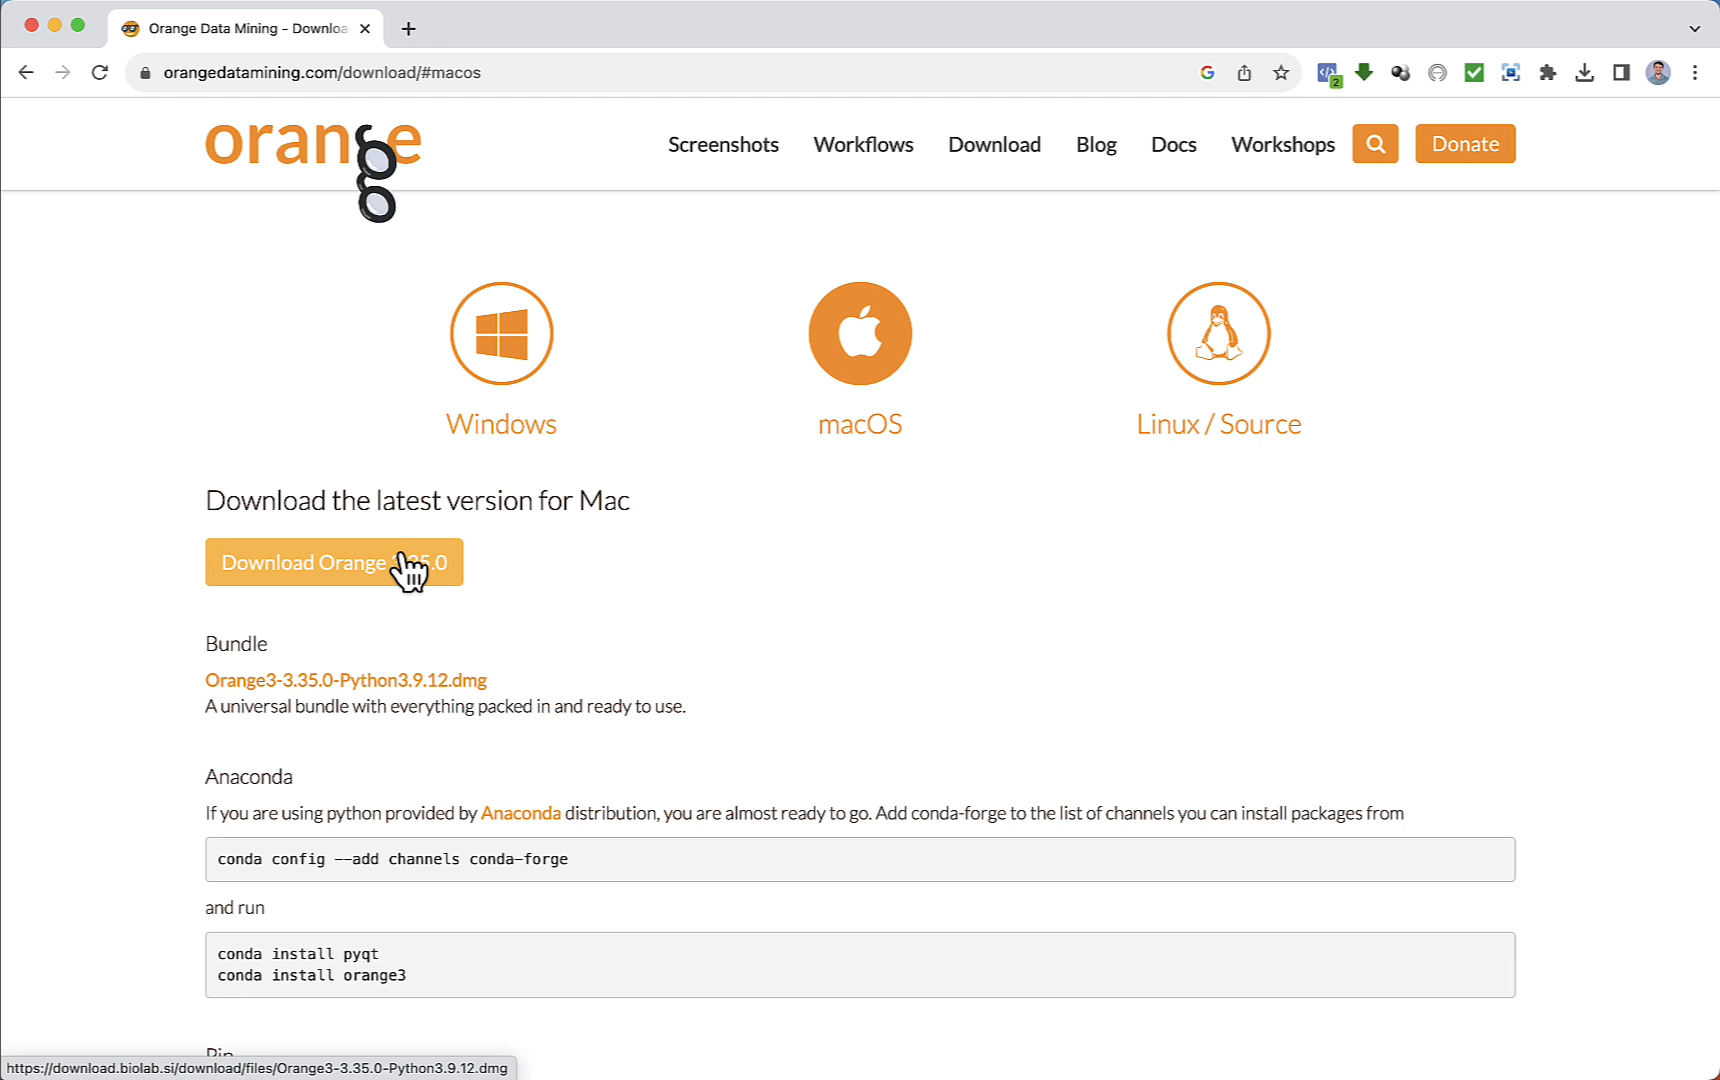 Orange Data Mining - Downloa
orangedatamining.com/download/#macos
2
orange
Screenshots
Workflows
Download
Blog
Docs
Workshops
Donate
Windows
macOS
Linux / Source
Download the latest version for Mac
Download Orange 3.35.0
Bundle
Orange3-3.35.0-Python3.9.12.dmg
A universal bundle with everything packed in and ready to use.
Anaconda
If you are using python provided by Anaconda distribution, you are almost ready to go. Add conda-forge to the list of channels you can install packages from
conda config --add channels conda-forge
and run
conda install pyqt
conda install orange3
Pip
https://download.biolab.si/download/files/Orange3-3.35.0-Python3.9.12.dmg